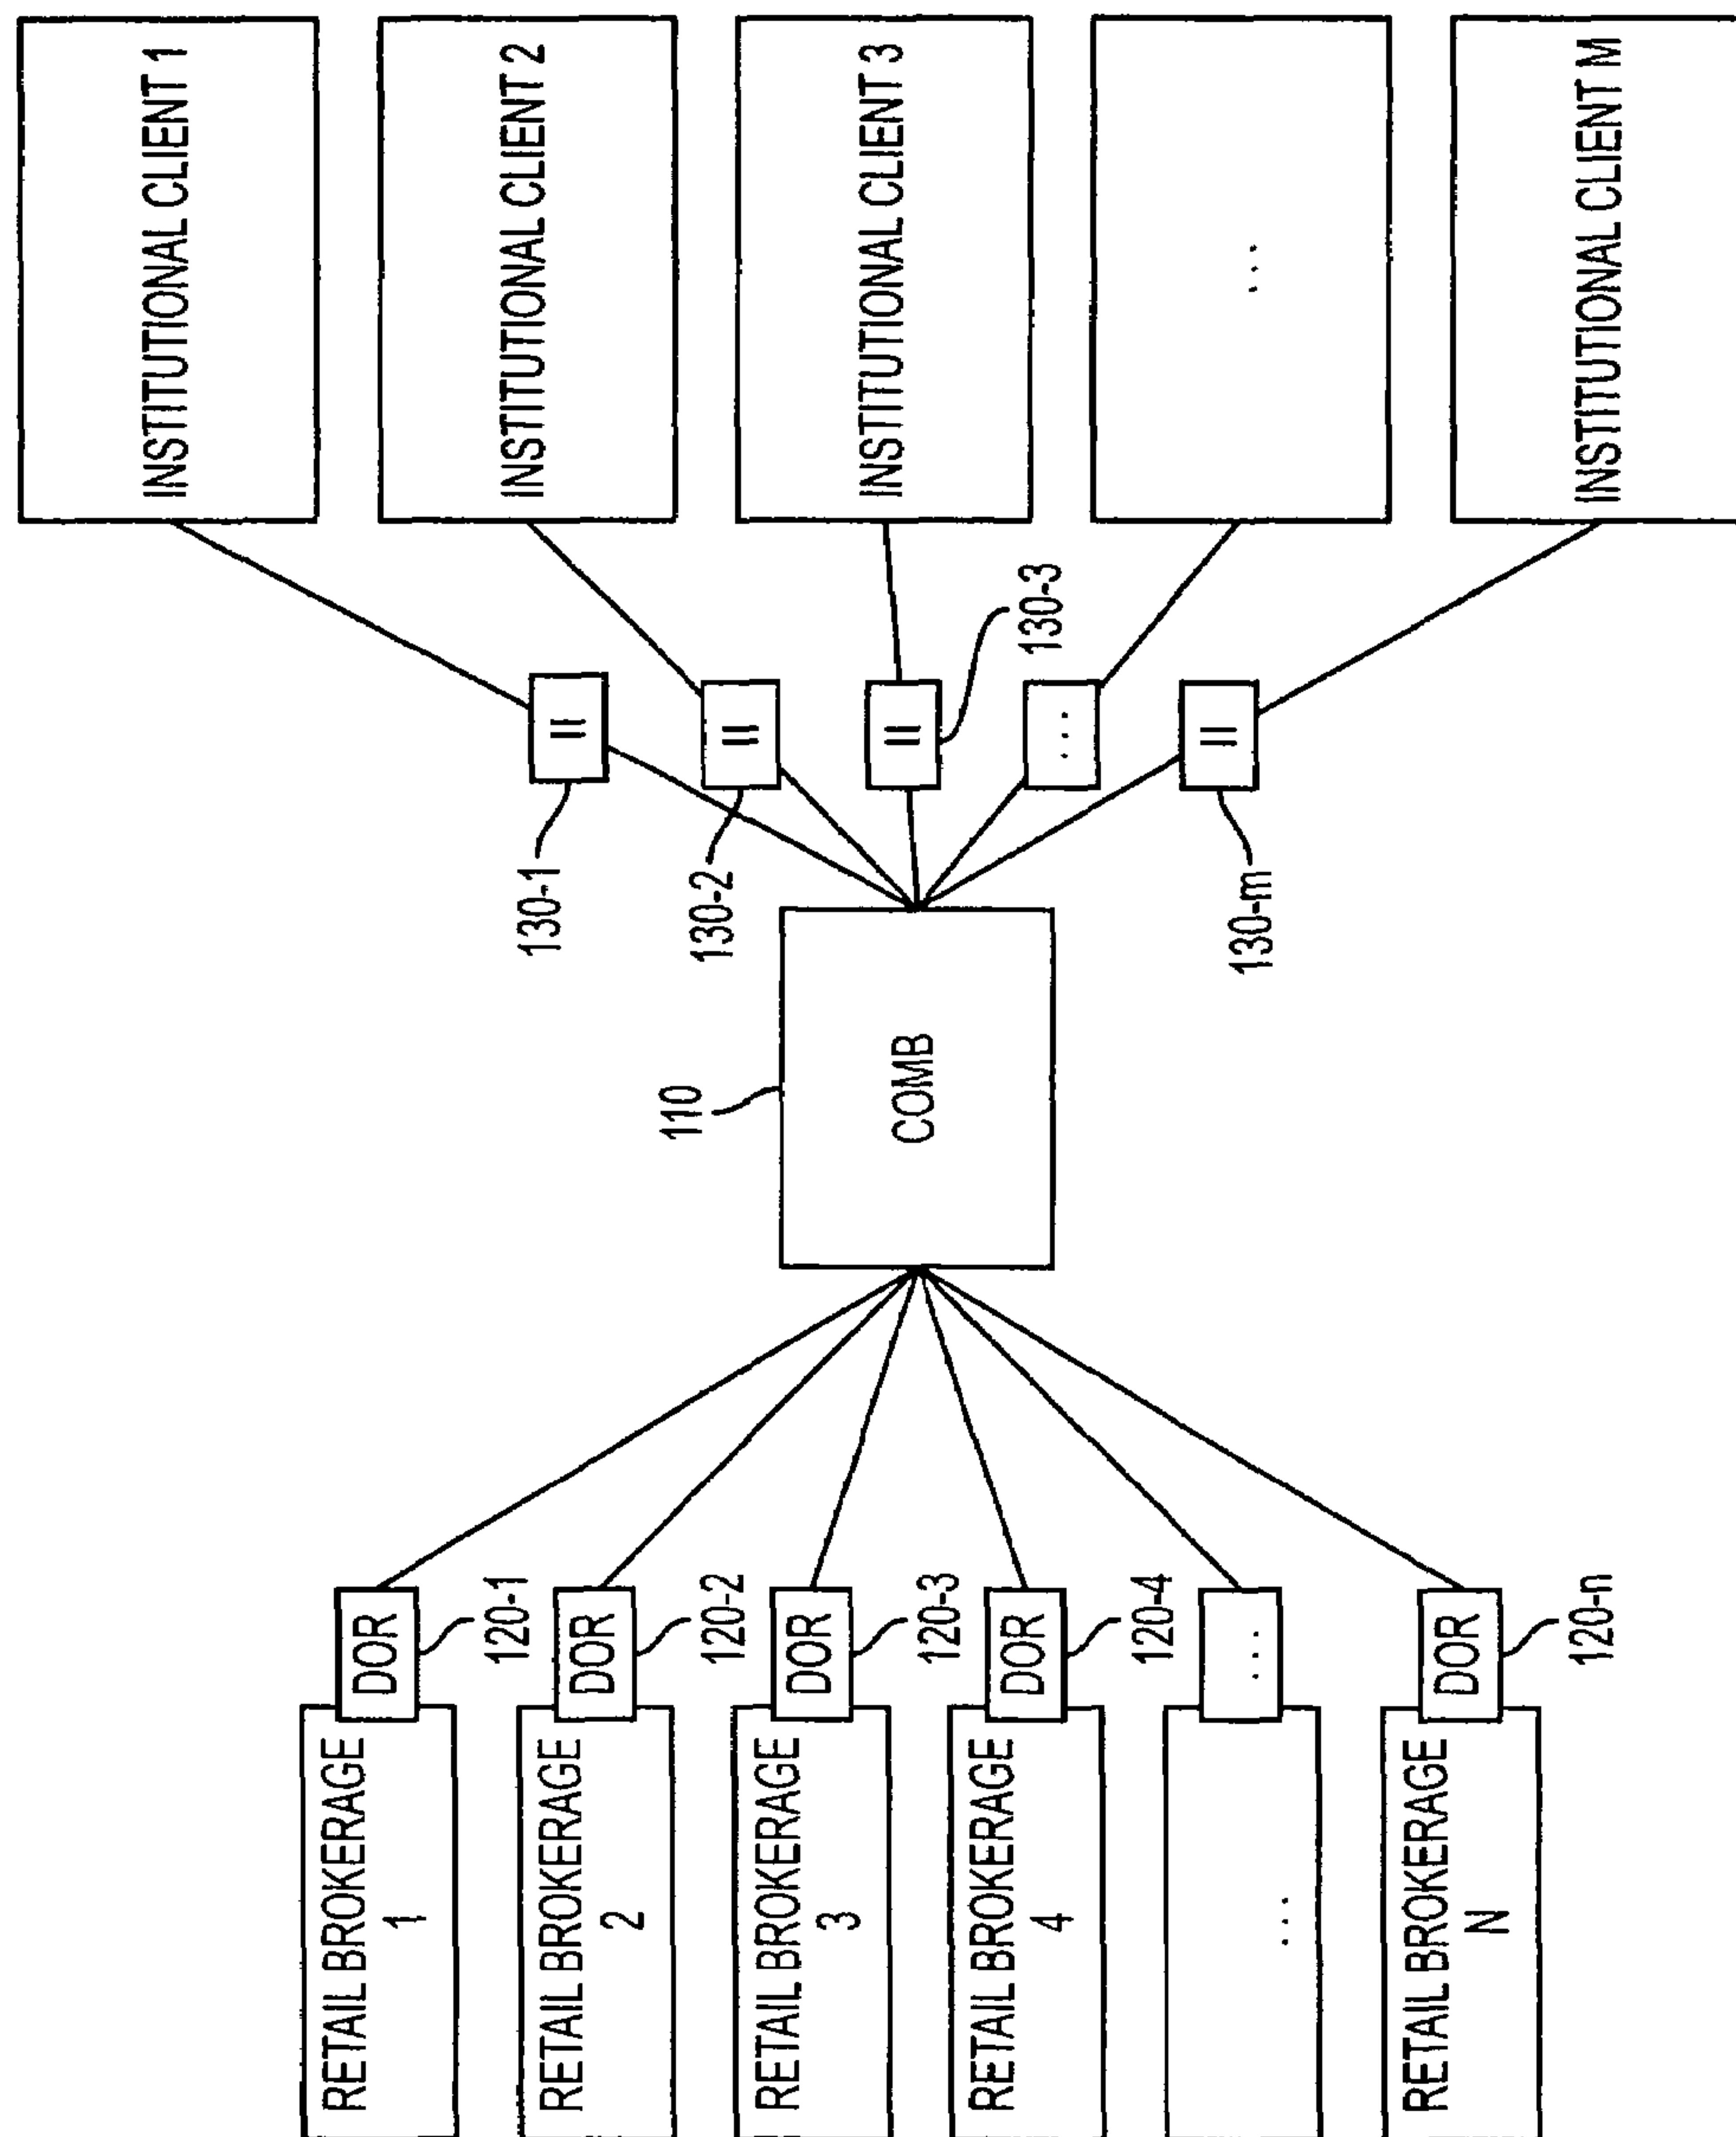 RETAIL BROKERAGE
1
DOR
120-1
RETAIL BROKERAGE
2
DOR
120-2
RETAIL BROKERAGE
3
DOR
120-3
RETAIL BROKERAGE
4
DOR
120-4
...
...
RETAIL BROKERAGE
N
DOR
120-n
110
COMB
130-1
II
130-2
II
II
130-3
...
130-m
II
INSTITUTIONAL CLIENT 1
INSTITUTIONAL CLIENT 2
INSTITUTIONAL CLIENT 3
...
INSTITUTIONAL CLIENT M